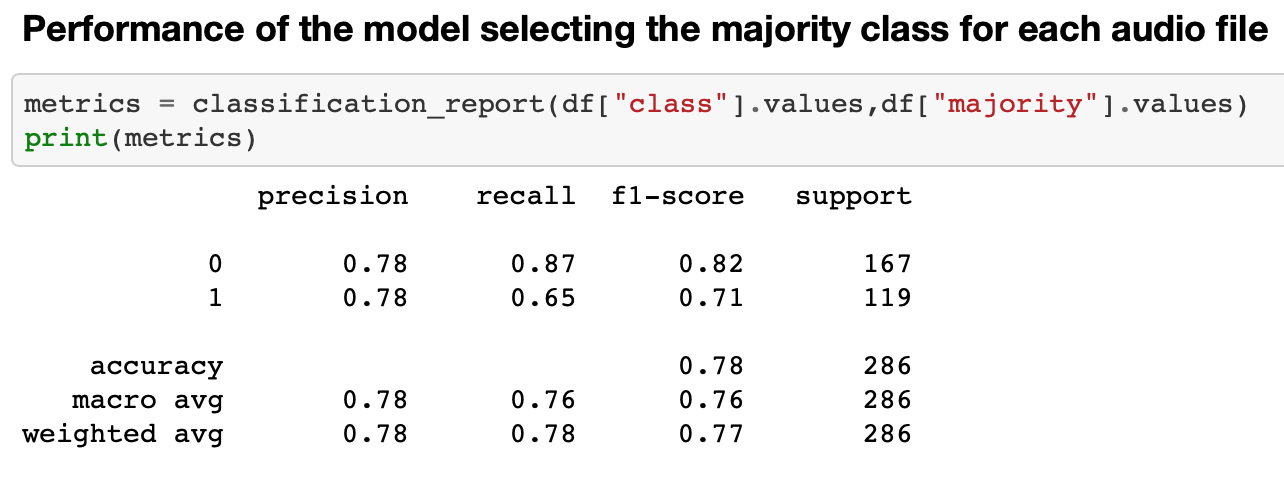 Performance of the model selecting the majority class for each audio file
metrics = classification_report(df["class"].values,df["majority"].values)
print(metrics)
precision recall f1-score support
0 0.78 0.87 0.82 167
1 0.78 0.65 0.71 119
accuracy 0.78 286
macro avg 0.78 0.76 0.76 286
weighted avg 0.78 0.78 0.77 286